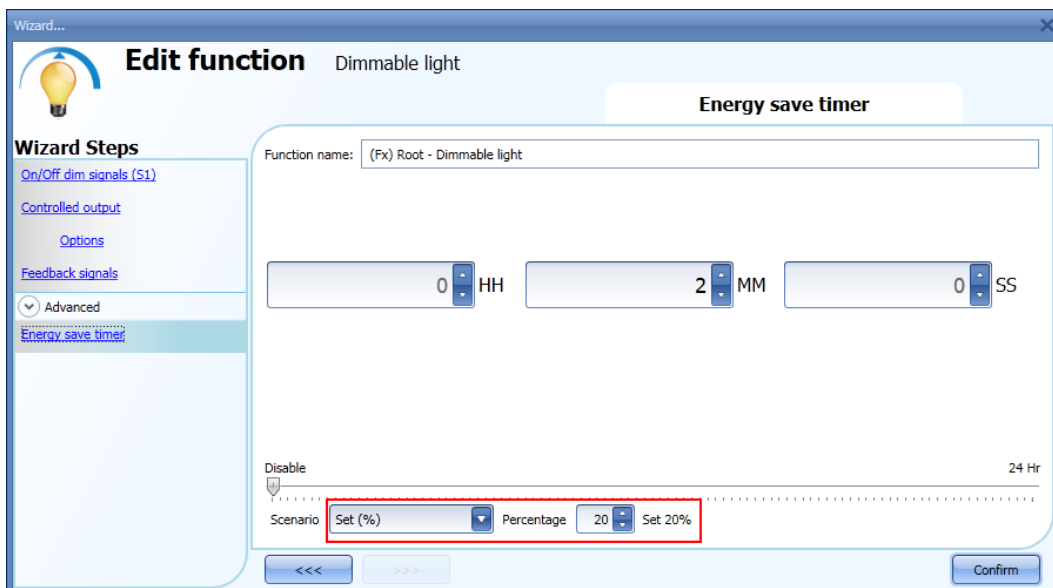 Wizard...
Edit function Dimmable light
Energy save timer
Wizard Steps
On/Off dim signals (S1)
Controlled output
Options
Feedback signals
Advanced
Energy save timer
Function name: (Fx) Root - Dimmable light
0 HH 2 MM 0 SS
Disable 24 Hr
Scenario Set (%) Percentage 20 Set 20%
<<< >>> Confirm